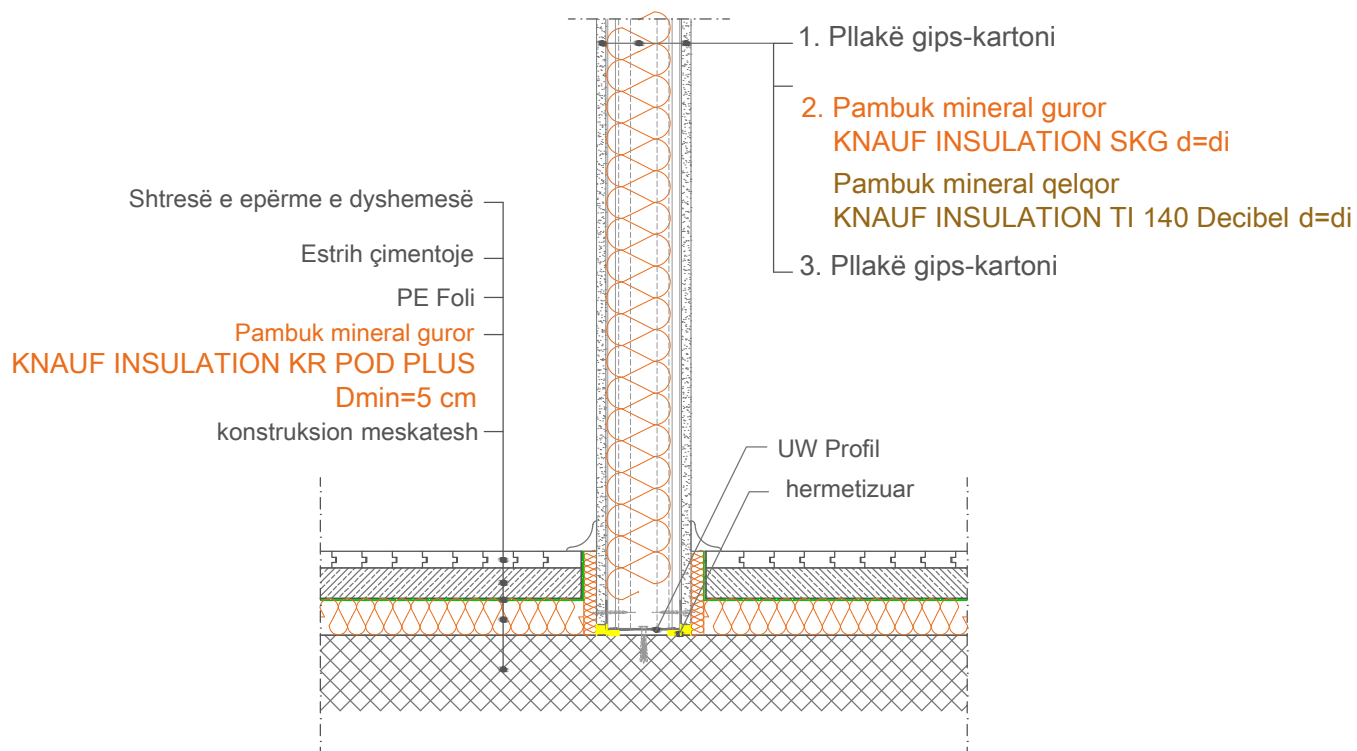 1. Pllakë gips-kartoni
2. Pambuk mineral guror
KNAUF INSULATION SKG d=di
Pambuk mineral qelqor
KNAUF INSULATION TI 140 Decibel d=di
3. Pllakë gips-kartoni
Shtresë e epërme e dyshemesë
Estrih çimentoje
PE Foli
Pambuk mineral guror
KNAUF INSULATION KR POD PLUS
Dmin=5 cm
konstruksion meskatesh
UW Profil
hermetizuar